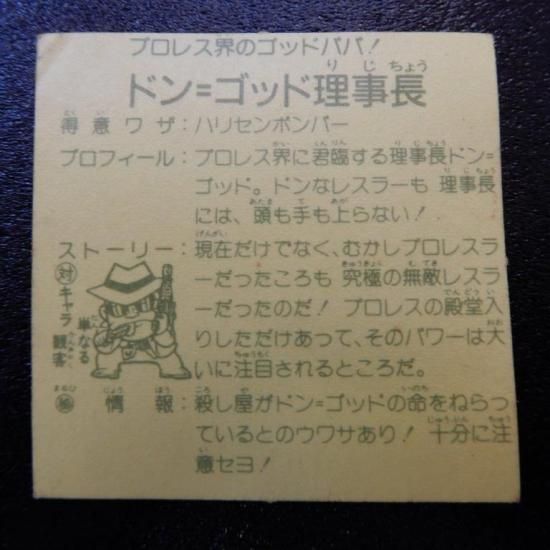 プロレス界のゴッドパパ!
ドン=ゴッド理事長
得意ワザ:ハリセンボンバー
プロフィール:プロレス界に君臨する理事長ドン=
ゴッド。ドンなレスラーも 理事長
には、頭も手も上らない!
ストーリー:現在だけでなく、むかしプロレスラ
ーだったころも 究極の無敵レスラ
ーだったのだ! プロレスの殿堂入
りしただけあって、そのパワーは大
いに注目されるところだ。
対キャラ
単なる
観客
㊙情報:殺し屋がドン=ゴッドの命をねらっ
ているとのウワサあり! 十分に注
意セヨ!